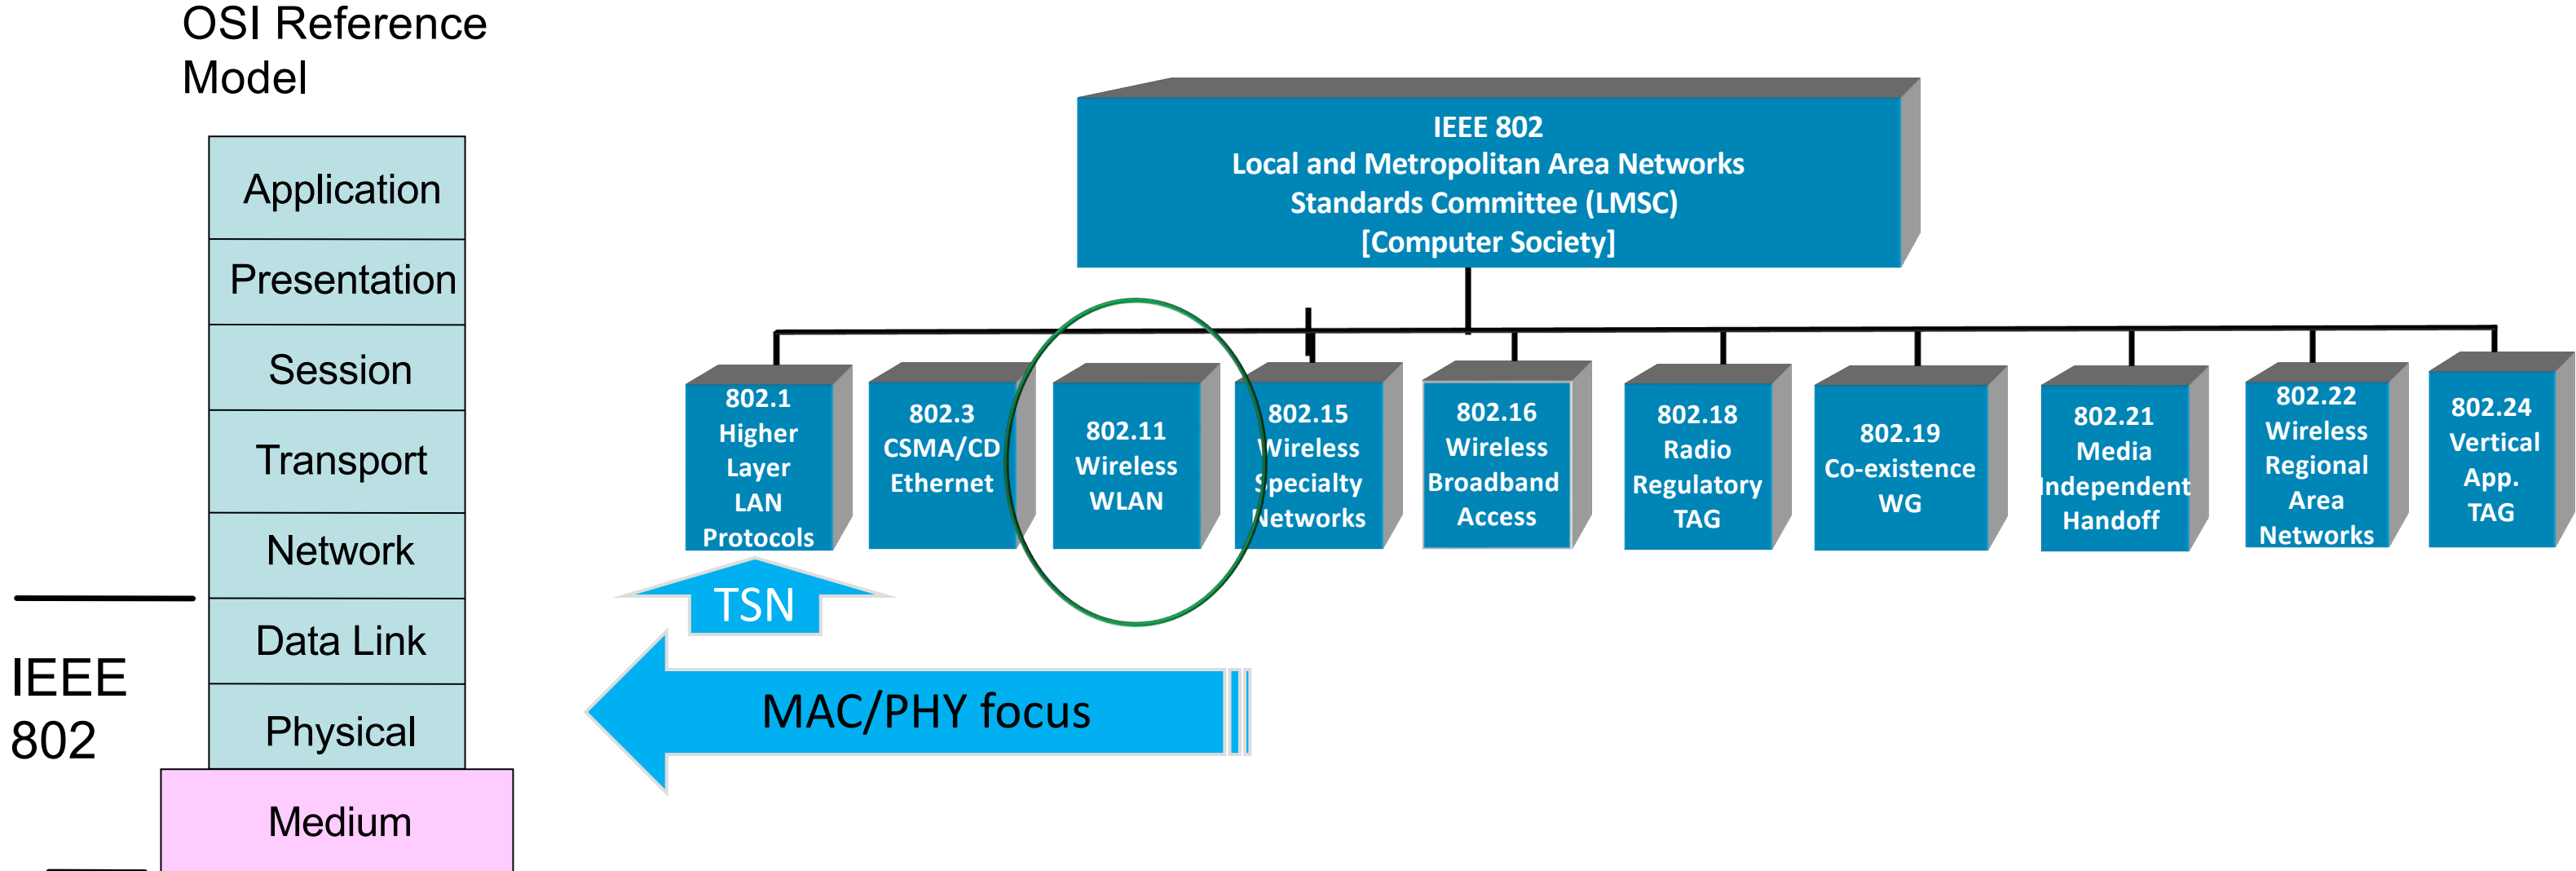 OSI Reference
Model
Application
Presentation
Session
Transport
Network
Data Link
Physical
Medium
IEEE
802
IEEE 802
Local and Metropolitan Area Networks
Standards Committee (LMSC)
[Computer Society]
802.1
Higher
Layer
LAN
Protocols
802.3
CSMA/CD
Ethernet
802.11
Wireless
WLAN
802.15
Wireless
Specialty
Networks
802.16
Wireless
Broadband
Access
802.18
Radio
Regulatory
TAG
802.19
Co-existence
WG
802.21
Media
Independent
Handoff
802.22
Wireless
Regional
Area
Networks
802.24
Vertical
App.
TAG
TSN
MAC/PHY focus